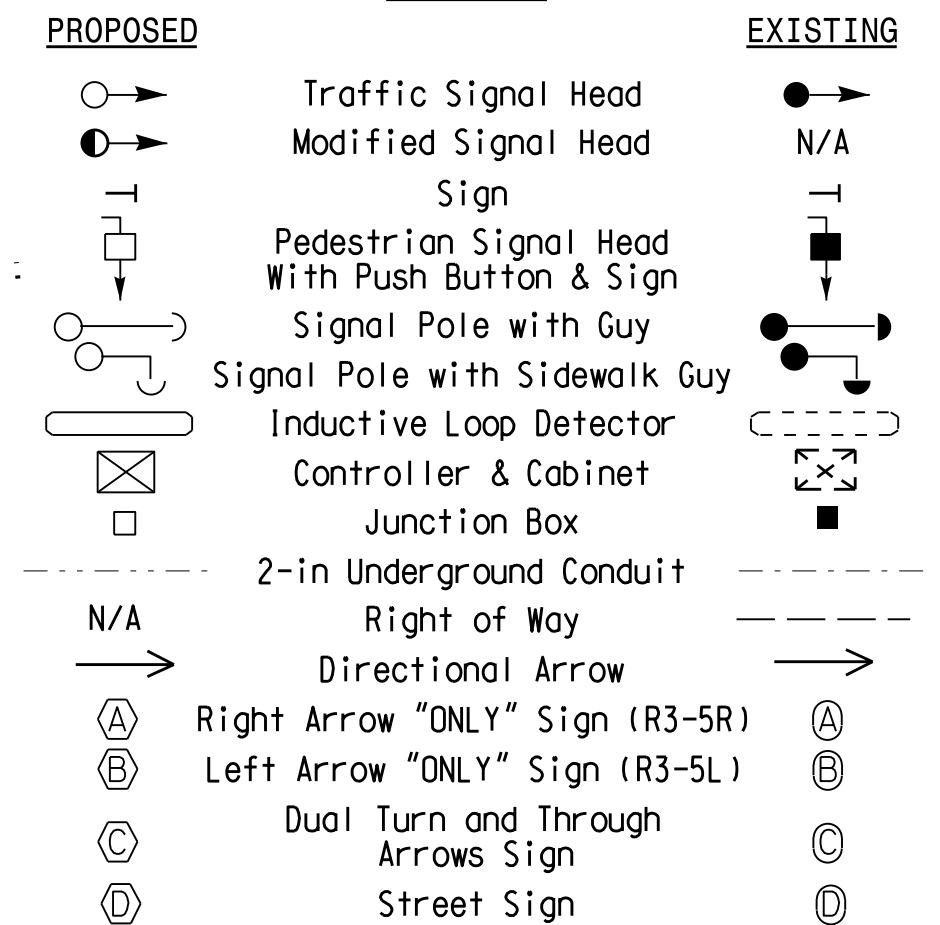 PROPOSED EXISTING
Traffic Signal Head
Modified Signal Head N/A
Sign
Pedestrian Signal Head
With Push Button & Sign
Signal Pole with Guy
Signal Pole with Sidewalk Guy
Inductive Loop Detector
Controller & Cabinet
Junction Box
2-in Underground Conduit
N/A Right of Way
Directional Arrow
A Right Arrow "ONLY" Sign (R3-5R) A
B Left Arrow "ONLY" Sign (R3-5L) B
Dual Turn and Through
C Arrows Sign C
D Street Sign D